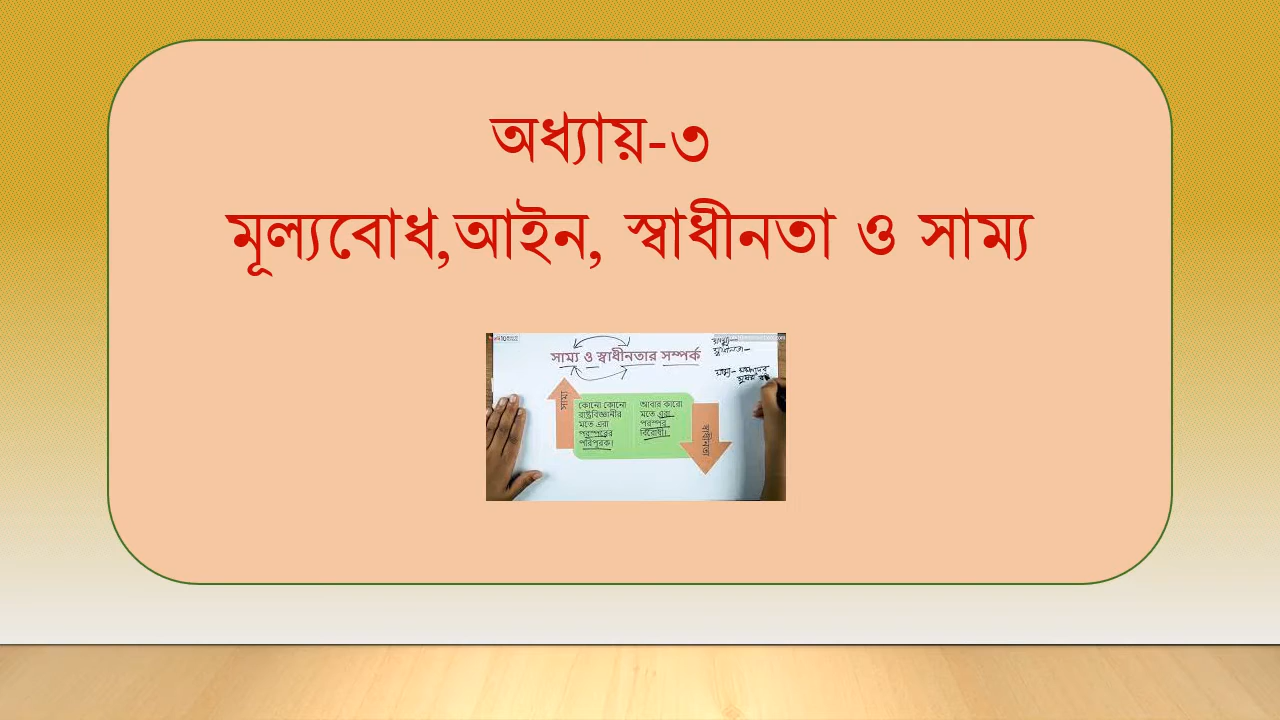 অধ্যায়-৩
মূল্যবোধ,আইন, স্বাধীনতা ও সাম্য
সাম্য ও স্বাধীনতার সম্পর্ক
সাম্য
কোনো কোনো
রাষ্ট্রবিজ্ঞানীর
মতে এরা
পরস্পরের
পরিপূরক।
আবার কারো
মতে এরা
পরস্পর
বিরোধী।
স্বাধীনতা
সাম্য—
স্বাধীনতা—
সাম্য—